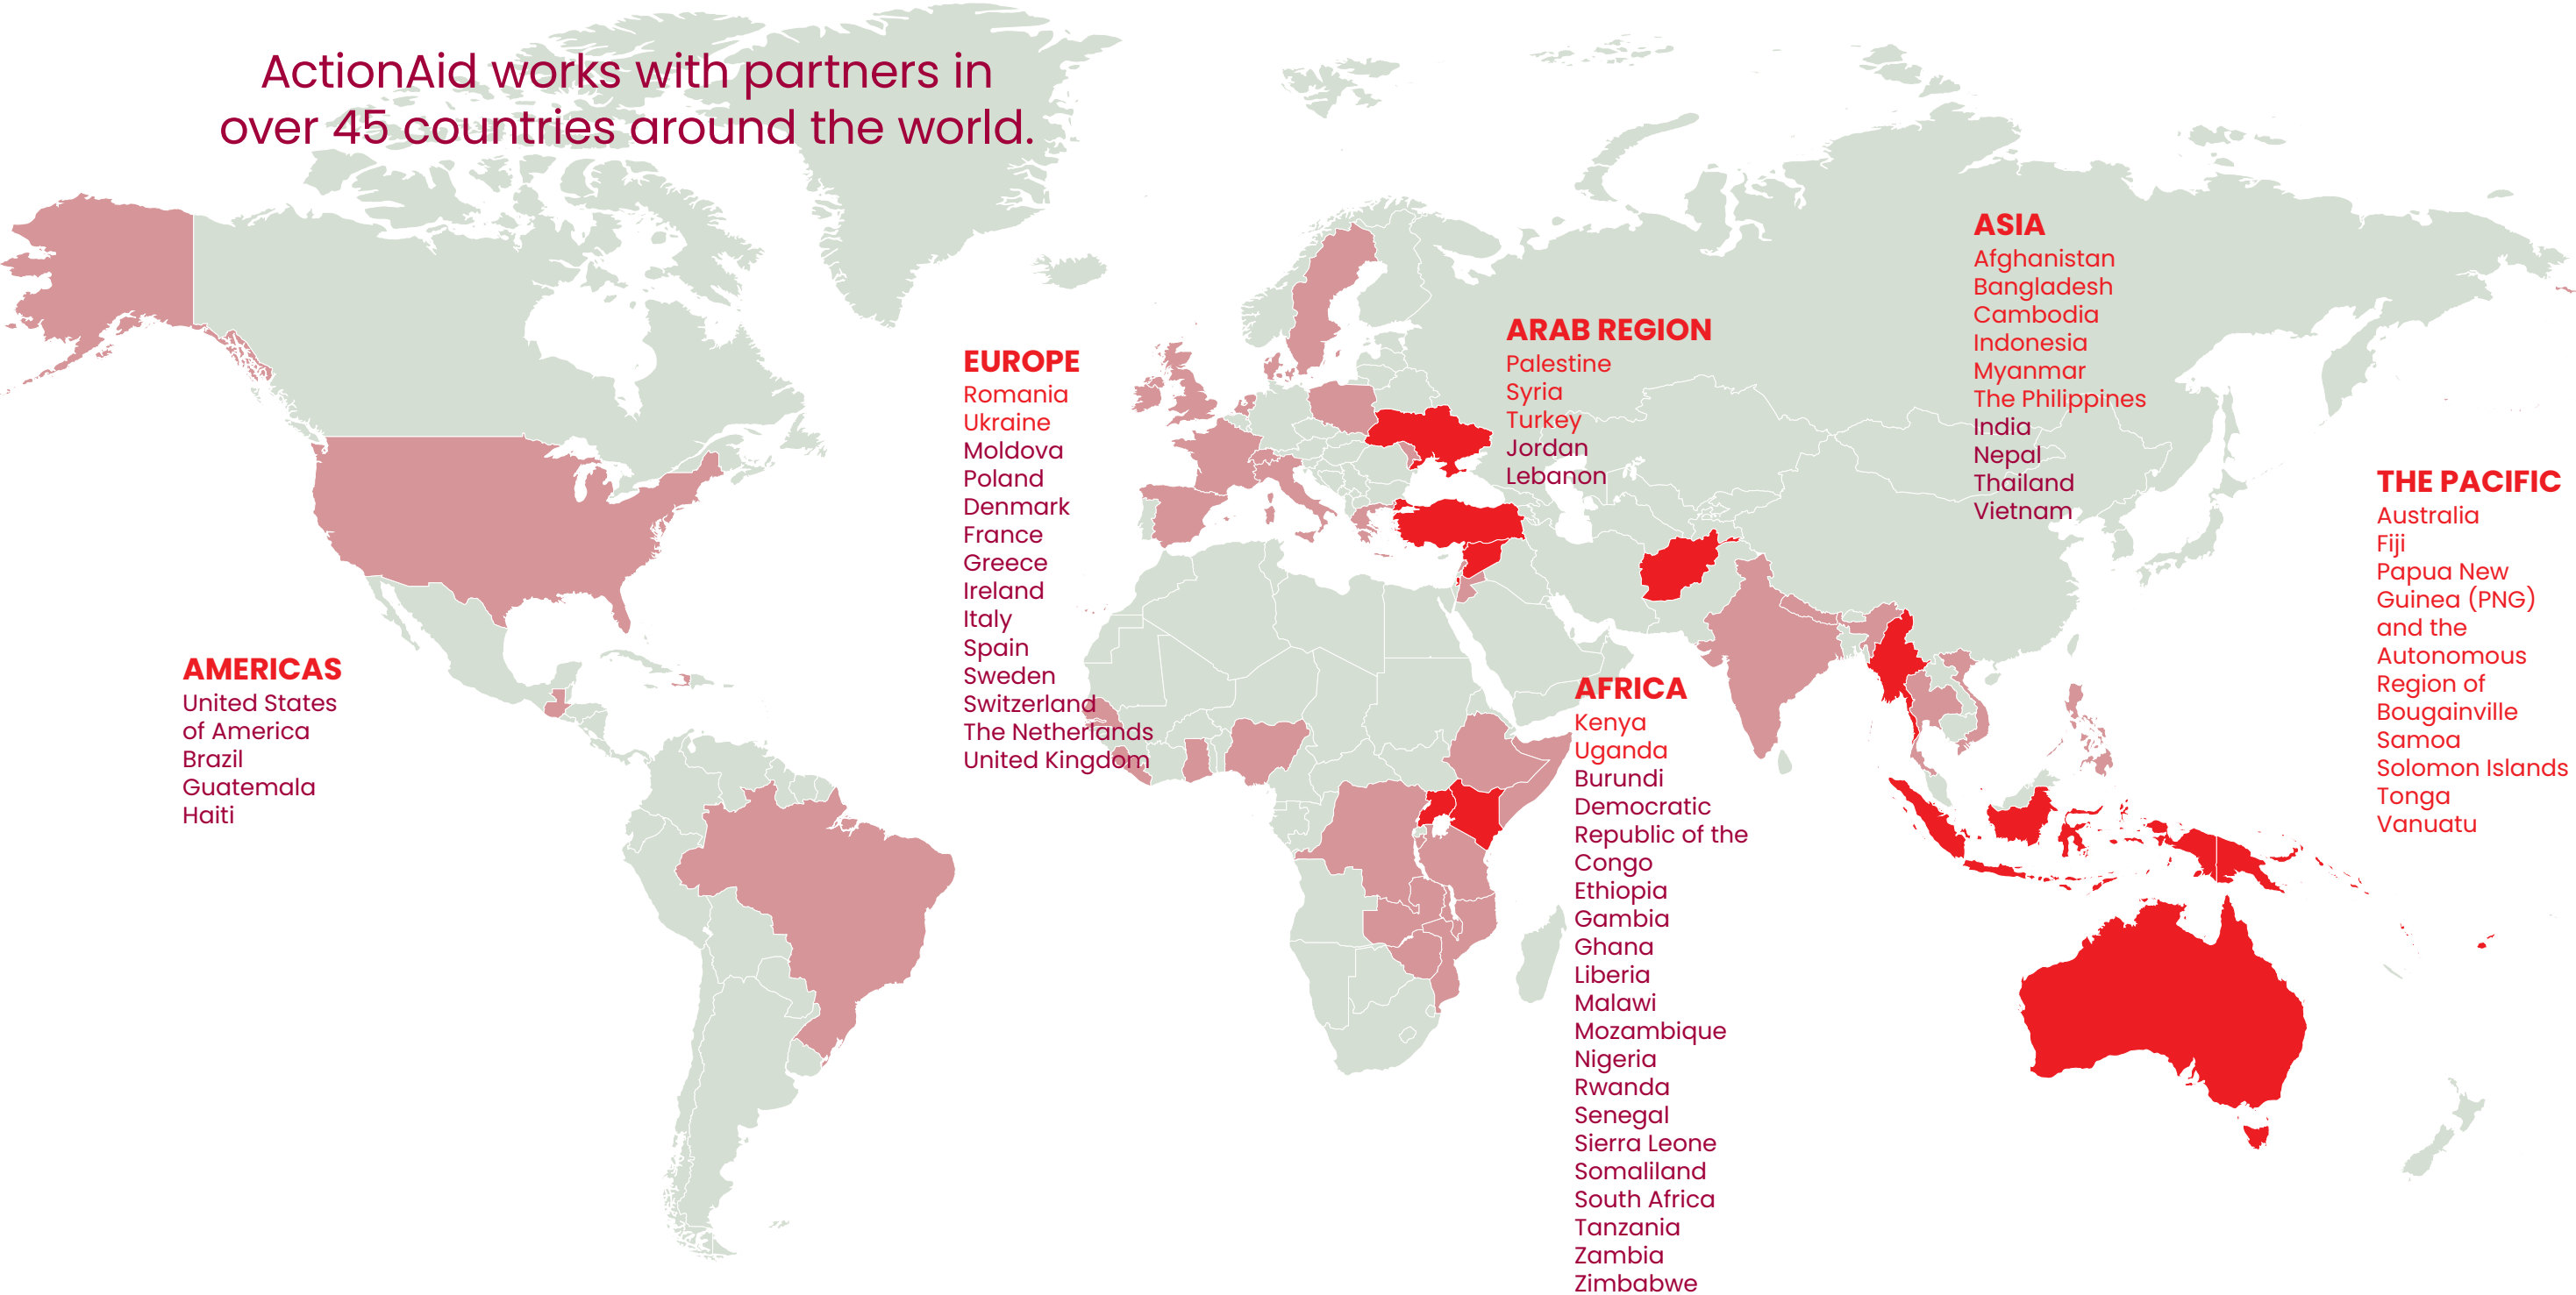 ActionAid works with partners in
over 45 countries around the world.
AMERICAS
United States
of America
Brazil
Guatemala
Haiti
EUROPE
Romania
Ukraine
Moldova
Poland
Denmark
France
Greece
Ireland
Italy
Spain
Sweden
Switzerland
The Netherlands
United Kingdom
ARAB REGION
Palestine
Syria
Turkey
Jordan
Lebanon
AFRICA
Kenya
Uganda
Burundi
Democratic
Republic of the
Congo
Ethiopia
Gambia
Ghana
Liberia
Malawi
Mozambique
Nigeria
Rwanda
Senegal
Sierra Leone
Somaliland
South Africa
Tanzania
Zambia
Zimbabwe
ASIA
Afghanistan
Bangladesh
Cambodia
Indonesia
Myanmar
The Philippines
India
Nepal
Thailand
Vietnam
THE PACIFIC
Australia
Fiji
Papua New
Guinea (PNG)
and the
Autonomous
Region of
Bougainville
Samoa
Solomon Islands
Tonga
Vanuatu